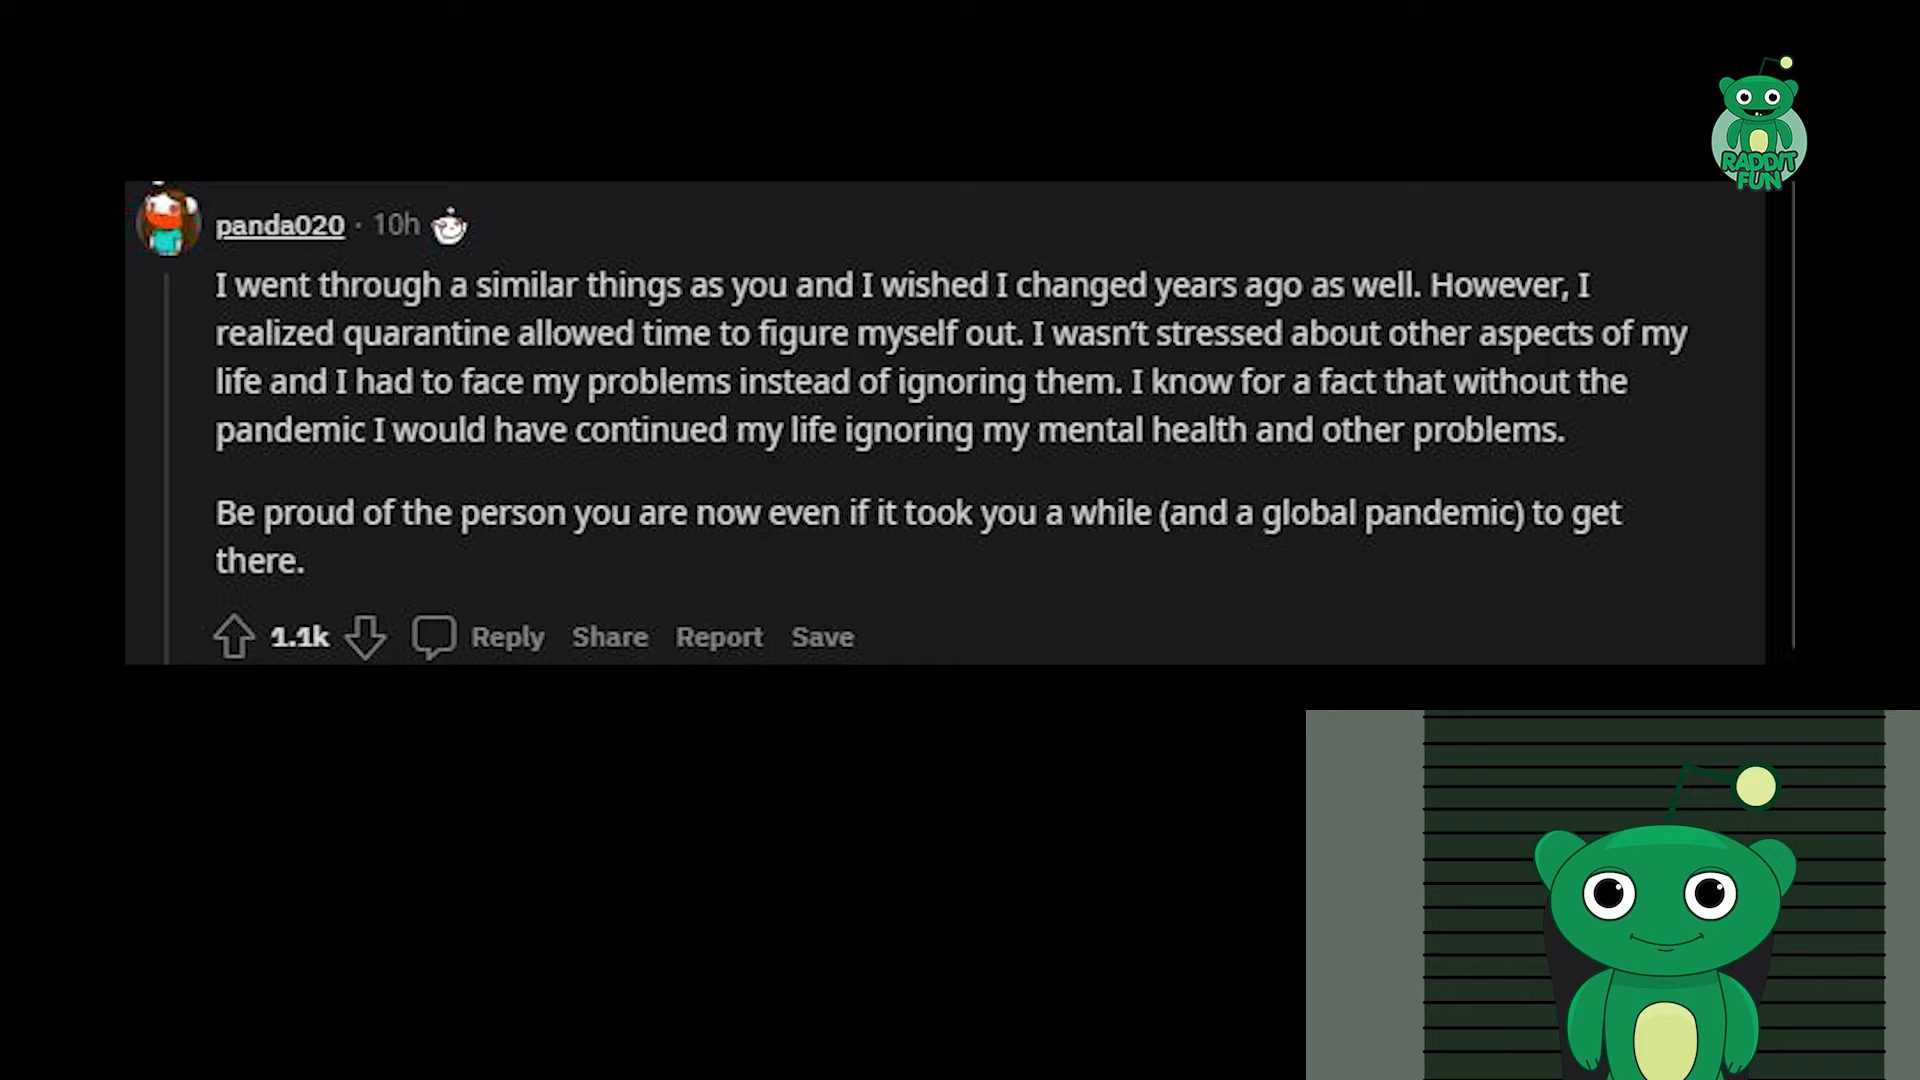 RADDIT
FUN
panda020 · 10h
I went through a similar things as you and I wished I changed years ago as well. However, I
realized quarantine allowed time to figure myself out. I wasn't stressed about other aspects of my
life and I had to face my problems instead of ignoring them. I know for a fact that without the
pandemic I would have continued my life ignoring my mental health and other problems.
Be proud of the person you are now even if it took you a while (and a global pandemic) to get
there.
1.1k Reply Share Report Save